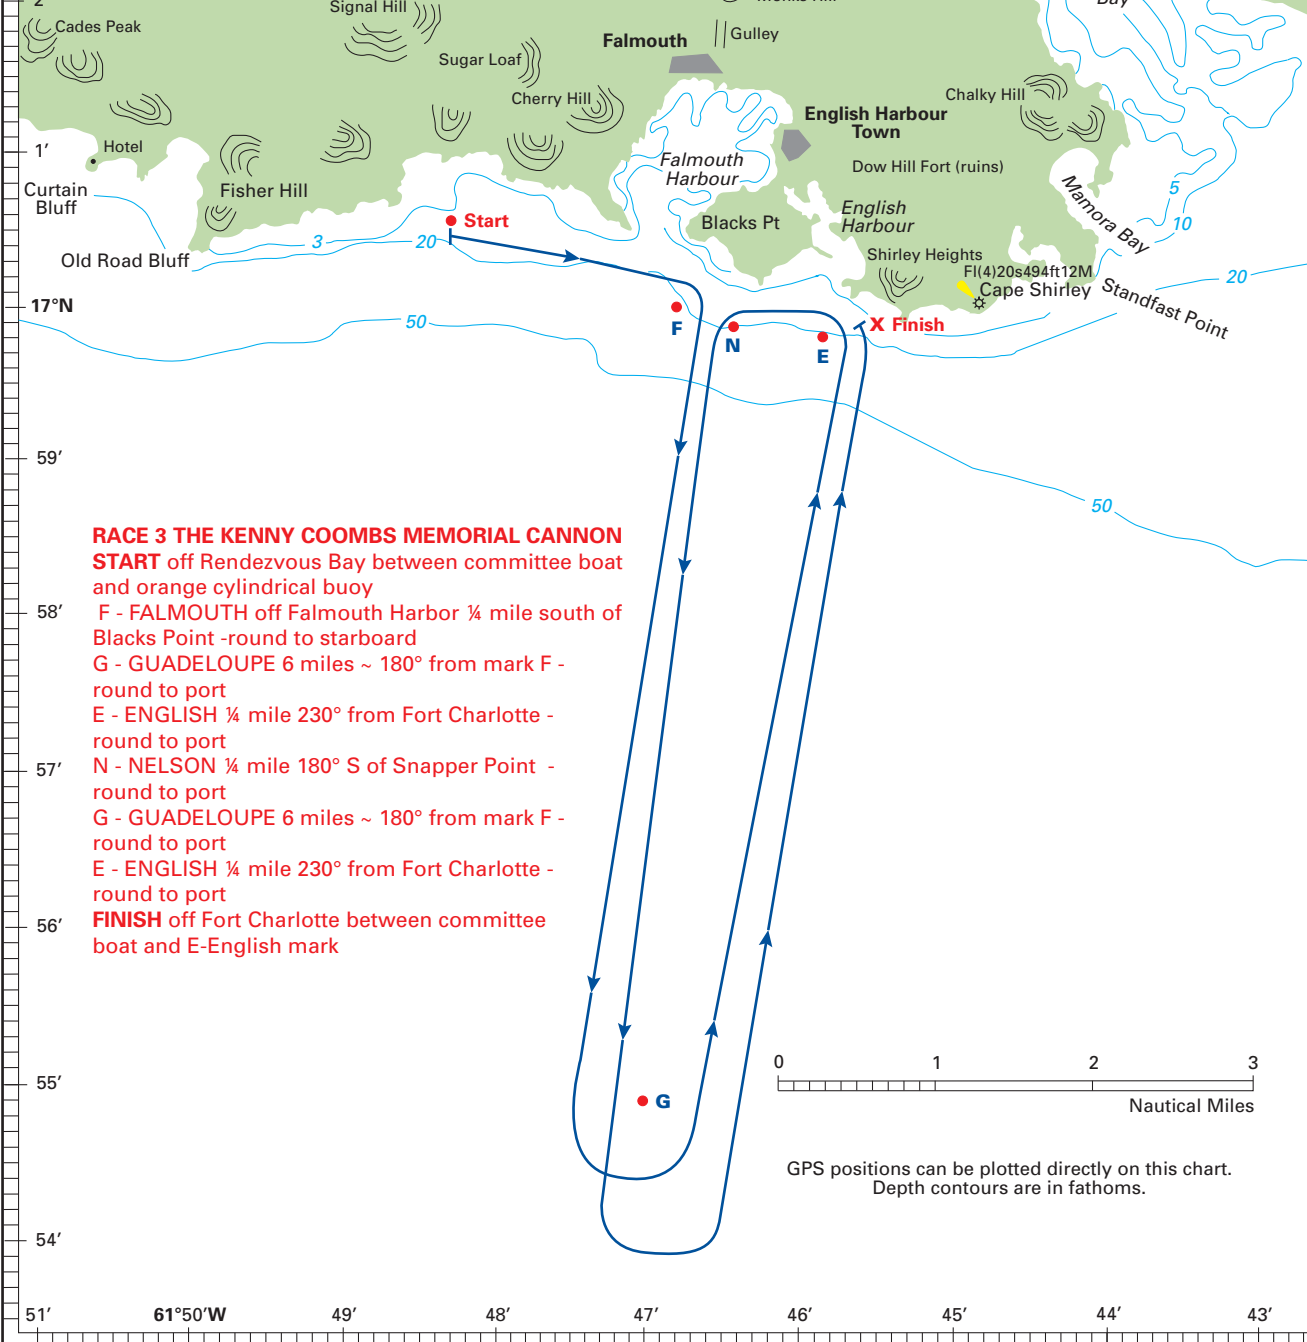 2
Signal Hill
Monks Hill
Bay
Cades Peak
Falmouth
Gulley
Sugar Loaf
Cherry Hill
Chalky Hill
English Harbour
Town
1′
Hotel
Falmouth
Harbour
Dow Hill Fort (ruins)
Curtain
Bluff
Fisher Hill
Mamora Bay
5
10
Start
Blacks Pt
English
Harbour
3
20
Old Road Bluff
Shirley Heights
Fl(4)20s494ft12M
Cape Shirley
Standfast Point
20
17°N
50
F
N
E
X Finish
59′
50
RACE 3 THE KENNY COOMBS MEMORIAL CANNON
START off Rendezvous Bay between committee boat
and orange cylindrical buoy
F - FALMOUTH off Falmouth Harbor ¼ mile south of
Blacks Point -round to starboard
G - GUADELOUPE 6 miles ~ 180° from mark F -
round to port
E - ENGLISH ¼ mile 230° from Fort Charlotte -
round to port
N - NELSON ¼ mile 180° S of Snapper Point -
round to port
G - GUADELOUPE 6 miles ~ 180° from mark F -
round to port
E - ENGLISH ¼ mile 230° from Fort Charlotte -
round to port
FINISH off Fort Charlotte between committee
boat and E-English mark
58′
57′
56′
55′
G
0 1 2 3
Nautical Miles
GPS positions can be plotted directly on this chart.
Depth contours are in fathoms.
54′
51′ 61°50′W 49′ 48′ 47′ 46′ 45′ 44′ 43′